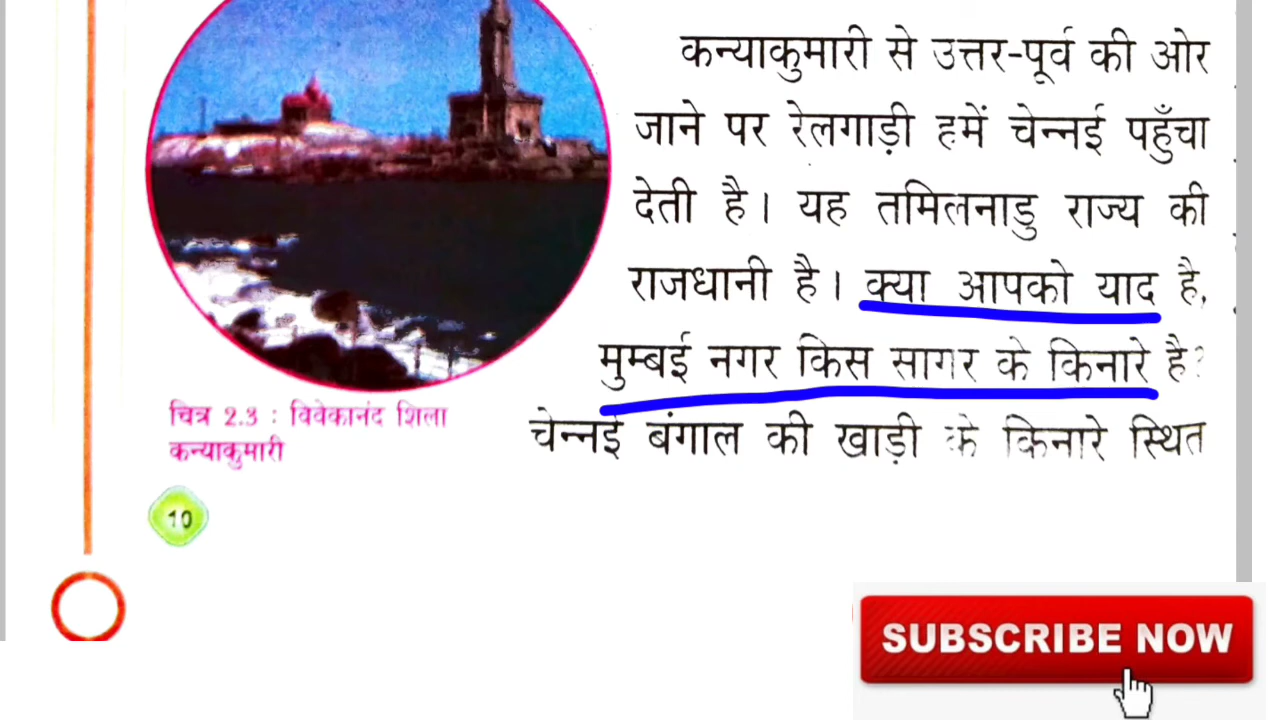 कन्याकुमारी से उत्तर-पूर्व की ओर
जाने पर रेलगाड़ी हमें चेन्नई पहुँचा
देती है। यह तमिलनाडु राज्य की
राजधानी है। क्या आपको याद है,
मुम्बई नगर किस सागर के किनारे है?
चेन्नई बंगाल की खाड़ी के किनारे स्थित
चित्र 2.3 : विवेकानंद शिला
कन्याकुमारी
10
SUBSCRIBE NOW